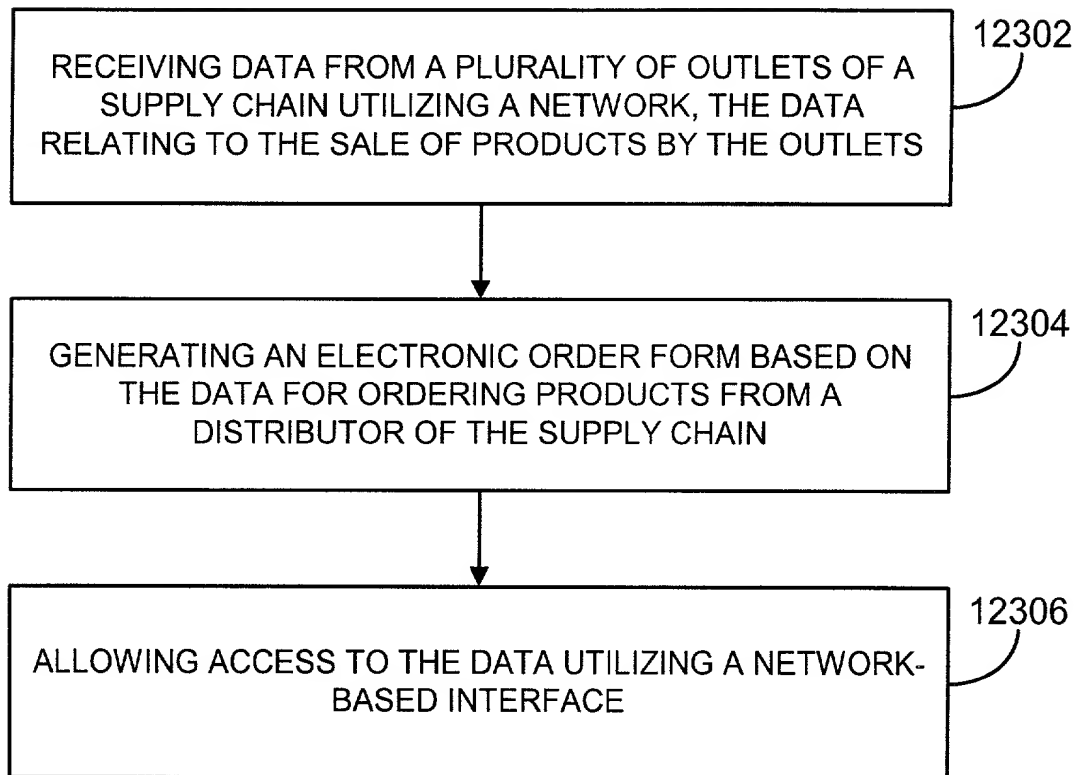 12302
RECEIVING DATA FROM A PLURALITY OF OUTLETS OF A
SUPPLY CHAIN UTILIZING A NETWORK, THE DATA
RELATING TO THE SALE OF PRODUCTS BY THE OUTLETS
12304
GENERATING AN ELECTRONIC ORDER FORM BASED ON
THE DATA FOR ORDERING PRODUCTS FROM A
DISTRIBUTOR OF THE SUPPLY CHAIN
12306
ALLOWING ACCESS TO THE DATA UTILIZING A NETWORK-
BASED INTERFACE